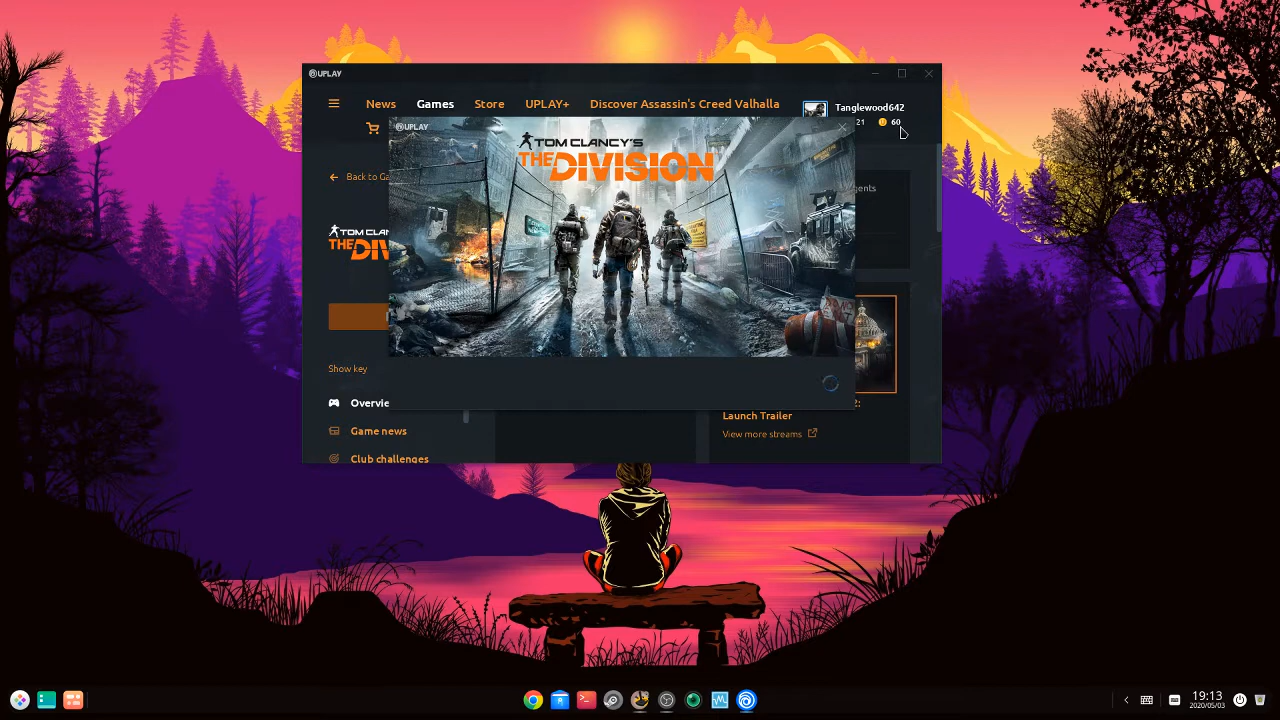 UPLAY
News Games Store UPLAY+ Discover Assassin's Creed Valhalla
Tanglewood642
21 60
UPLAY
TOM CLANCY'S
THE DIVISION
Back to Ga
gents
TOM CLAN
THE DIV
Show key
Overvie
2:
Launch Trailer
Game news
View more streams
Club challenges
19:13
2020/05/03